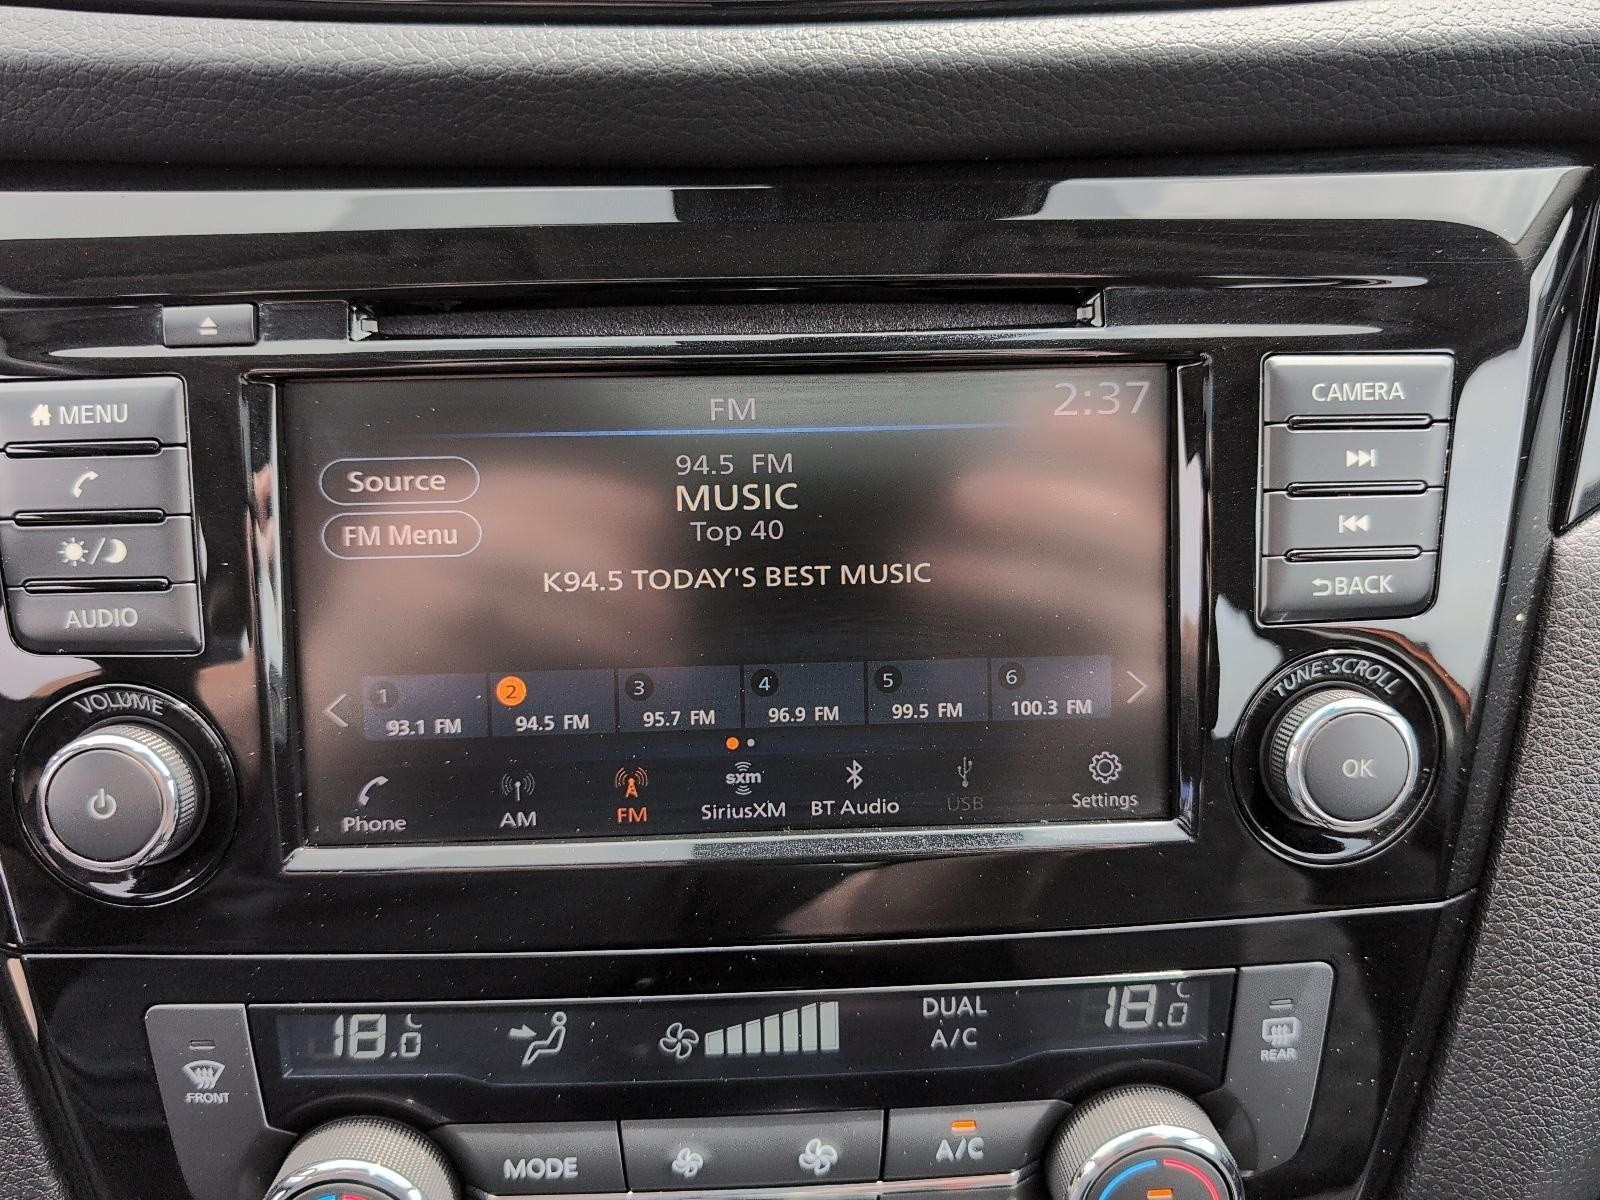 MENU
AUDIO
VOLUME
FM
2:37
Source
FM Menu
94.5 FM
MUSIC
Top 40
K94.5 TODAY'S BEST MUSIC
1
93.1 FM
2
94.5 FM
3
95.7 FM
4
96.9 FM
5
99.5 FM
6
100.3 FM
Phone
AM
FM
sxm
SiriusXM
BT Audio
USB
Settings
CAMERA
BACK
TUNE·SCROLL
OK
FRONT
18.0 °C
DUAL
A/C
18.0 °C
REAR
MODE
A/C